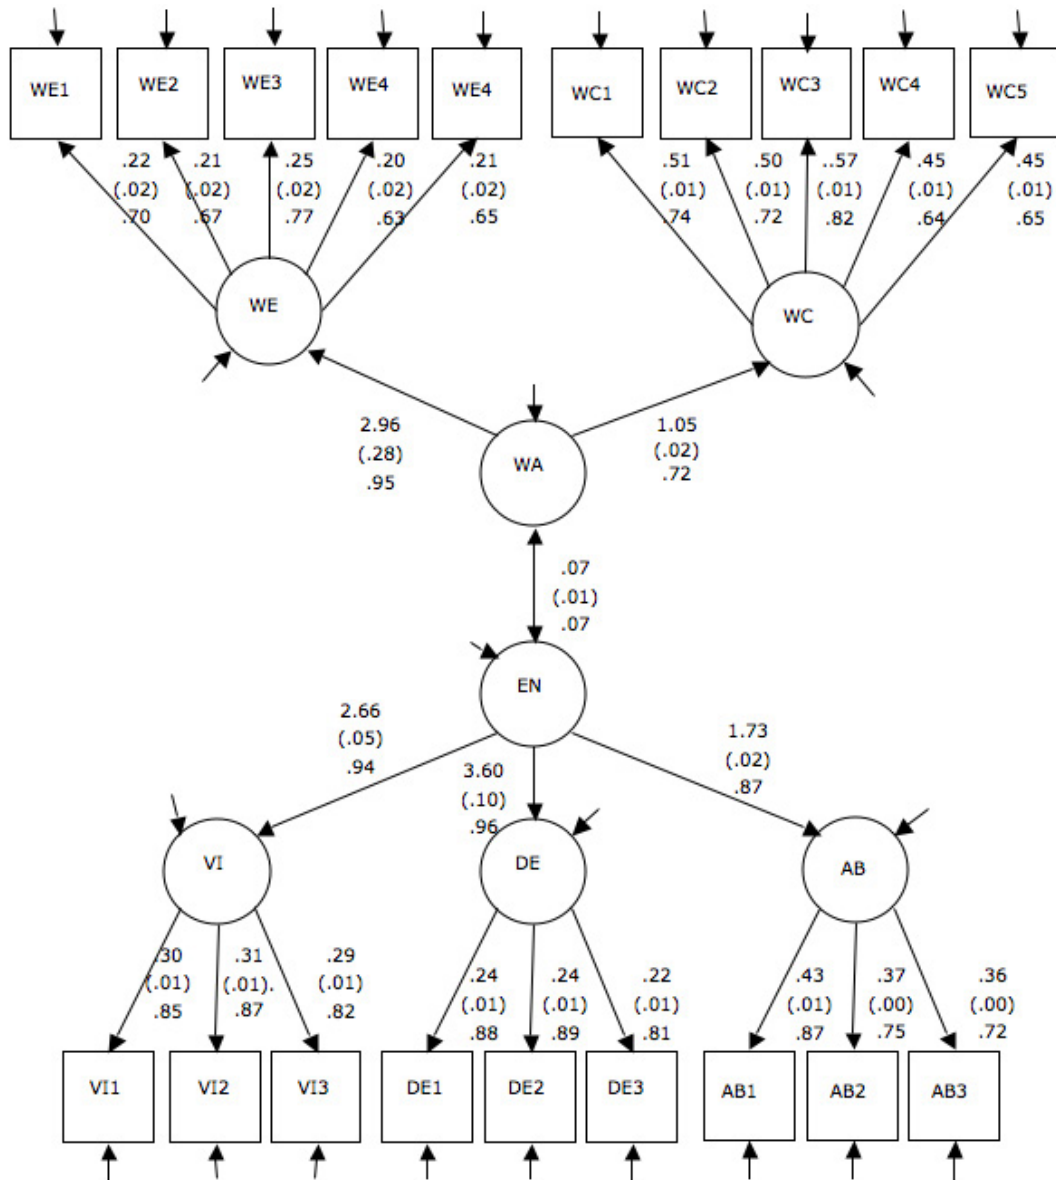 WE1 WE2 WE3 WE4 WE4 WC1 WC2 WC3 WC4 WC5
.22 .21 .25 .20 .21 .51 .50 ..57 .45 .45
(.02) (.02) (.02) (.02) (.02) (.01) (.01) (.01) (.01) (.01)
.70 .67 .77 .63 .65 .74 .72 .82 .64 .65
WE WC
2.96 1.05
(.28) (.02)
.95 .72
WA
.07
(.01)
.07
EN
2.66 3.60 1.73
(.05) (.10) (.02)
.94 .96 .87
VI DE AB
.30 .31 .29 .24 .24 .22 .43 .37 .36
(.01) (.01). (.01) (.01) (.01) (.01) (.01) (.00) (.00)
.85 .87 .82 .88 .89 .81 .87 .75 .72
VI1 VI2 VI3 DE1 DE2 DE3 AB1 AB2 AB3